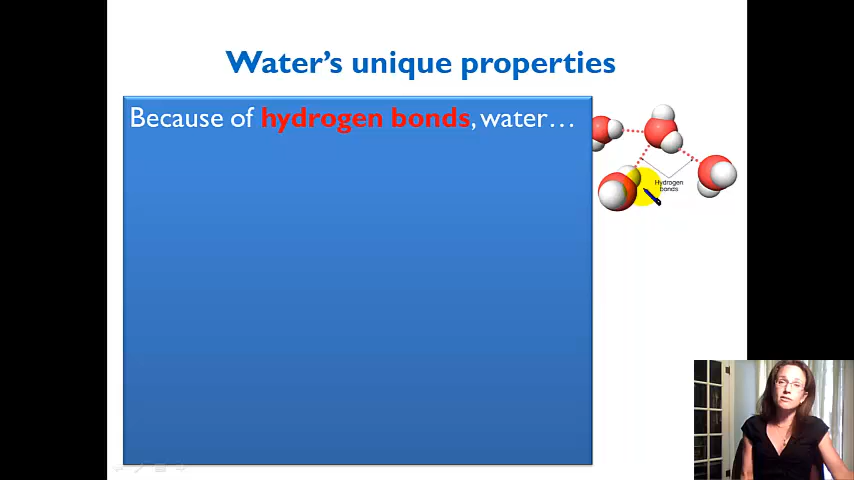 Water's unique properties
Because of hydrogen bonds, water…
Hydrogen
bonds